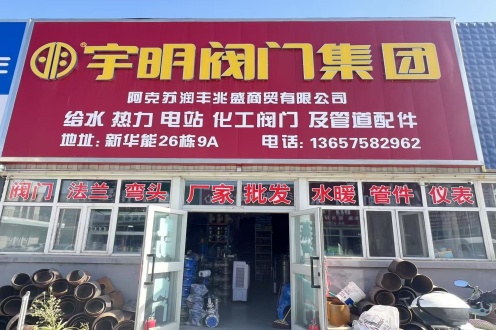 宇明阀门集团
阿克苏润丰兆盛商贸有限公司
给水 热力 电站 化工阀门 及管道配件
地址：新华能26栋9A 电话：13657582962
阀门 法兰 弯头 厂家 批发 水暖 管件 仪表